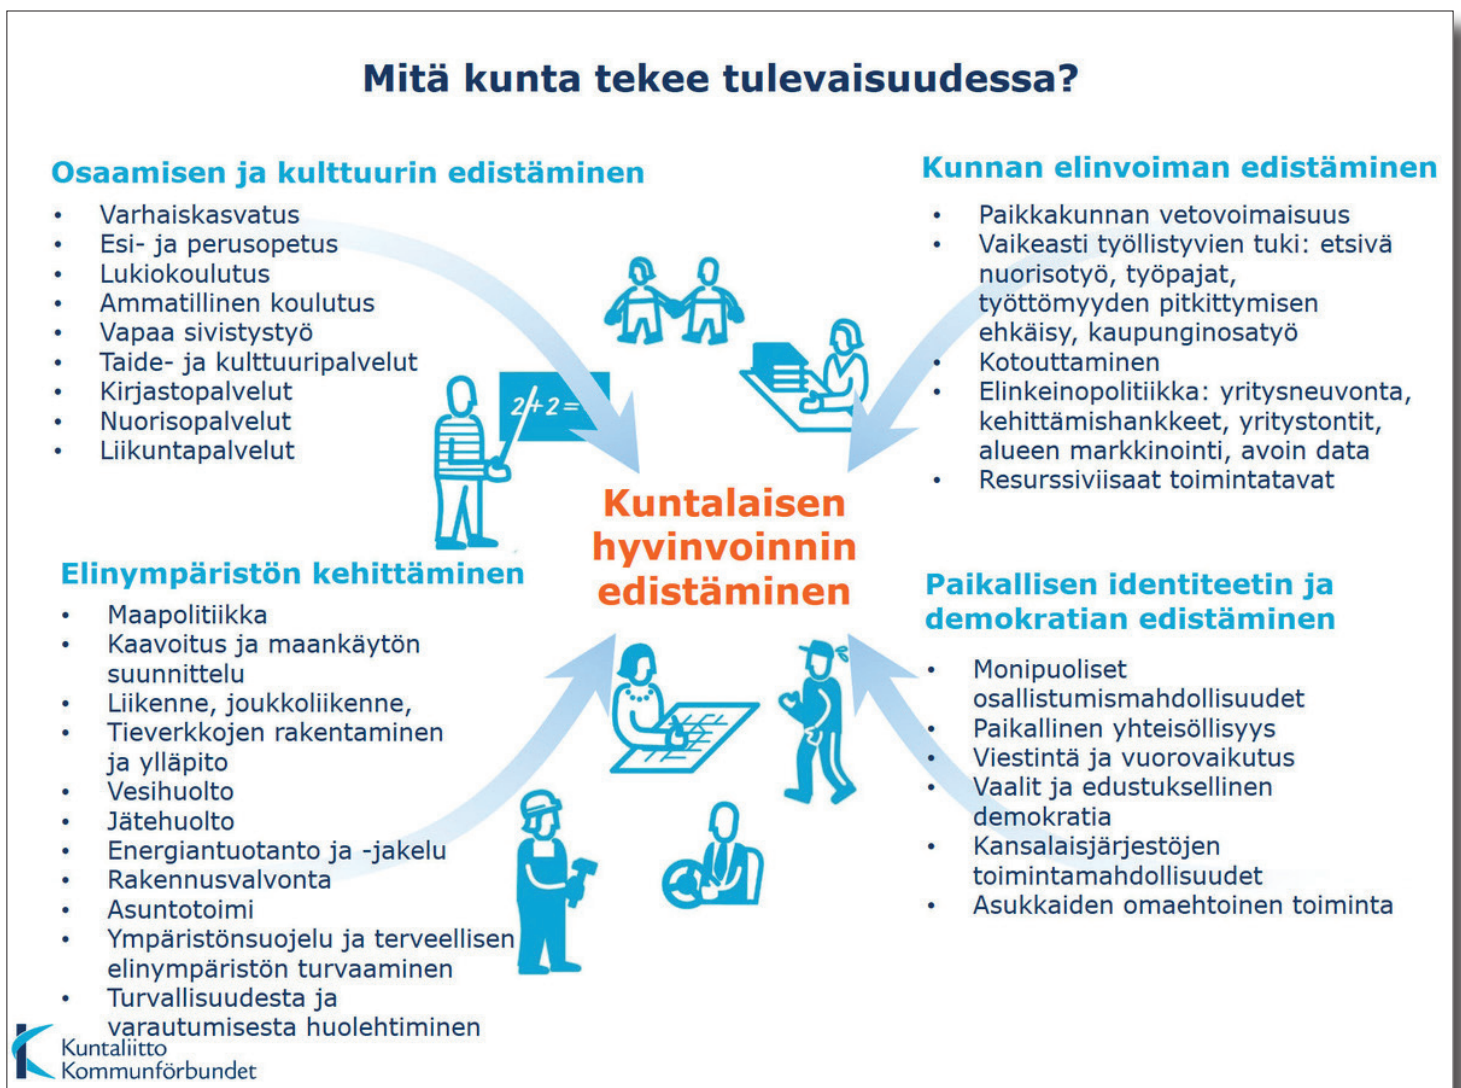 Mitä kunta tekee tulevaisuudessa?
Osaamisen ja kulttuurin edistäminen
• Varhaiskasvatus
• Esi- ja perusopetus
• Lukiokoulutus
• Ammatillinen koulutus
• Vapaa sivistystyö
• Taide- ja kulttuuripalvelut
• Kirjastopalvelut
• Nuorisopalvelut
• Liikuntapalvelut
2+2=
Kunnan elinvoiman edistäminen
• Paikkakunnan vetovoimaisuus
• Vaikeasti työllistyvien tuki: etsivä
nuorisotyö, työpajat,
työttömyyden pitkittymisen
ehkäisy, kaupunginosatyö
• Kotouttaminen
• Elinkeinopolitiikka: yritysneuvonta,
kehittämishankkeet, yritystontit,
alueen markkinointi, avoin data
• Resurssiviisaat toimintatavat
Kuntalaisen
hyvinvoinnin
edistäminen
Elinympäristön kehittäminen
• Maapolitiikka
• Kaavoitus ja maankäytön
suunnittelu
• Liikenne, joukkoliikenne,
• Tieverkkojen rakentaminen
ja ylläpito
• Vesihuolto
• Jätehuolto
• Energiantuotanto ja -jakelu
• Rakennusvalvonta
• Asuntotoimi
• Ympäristönsuojelu ja terveellisen
elinympäristön turvaaminen
• Turvallisuudesta ja
varautumisesta huolehtiminen
Paikallisen identiteetin ja
demokratian edistäminen
• Monipuoliset
osallistumismahdollisuudet
• Paikallinen yhteisöllisyys
• Viestintä ja vuorovaikutus
• Vaalit ja edustuksellinen
demokratia
• Kansalaisjärjestöjen
toimintamahdollisuudet
• Asukkaiden omaehtoinen toiminta
Kuntaliitto
Kommunförbundet